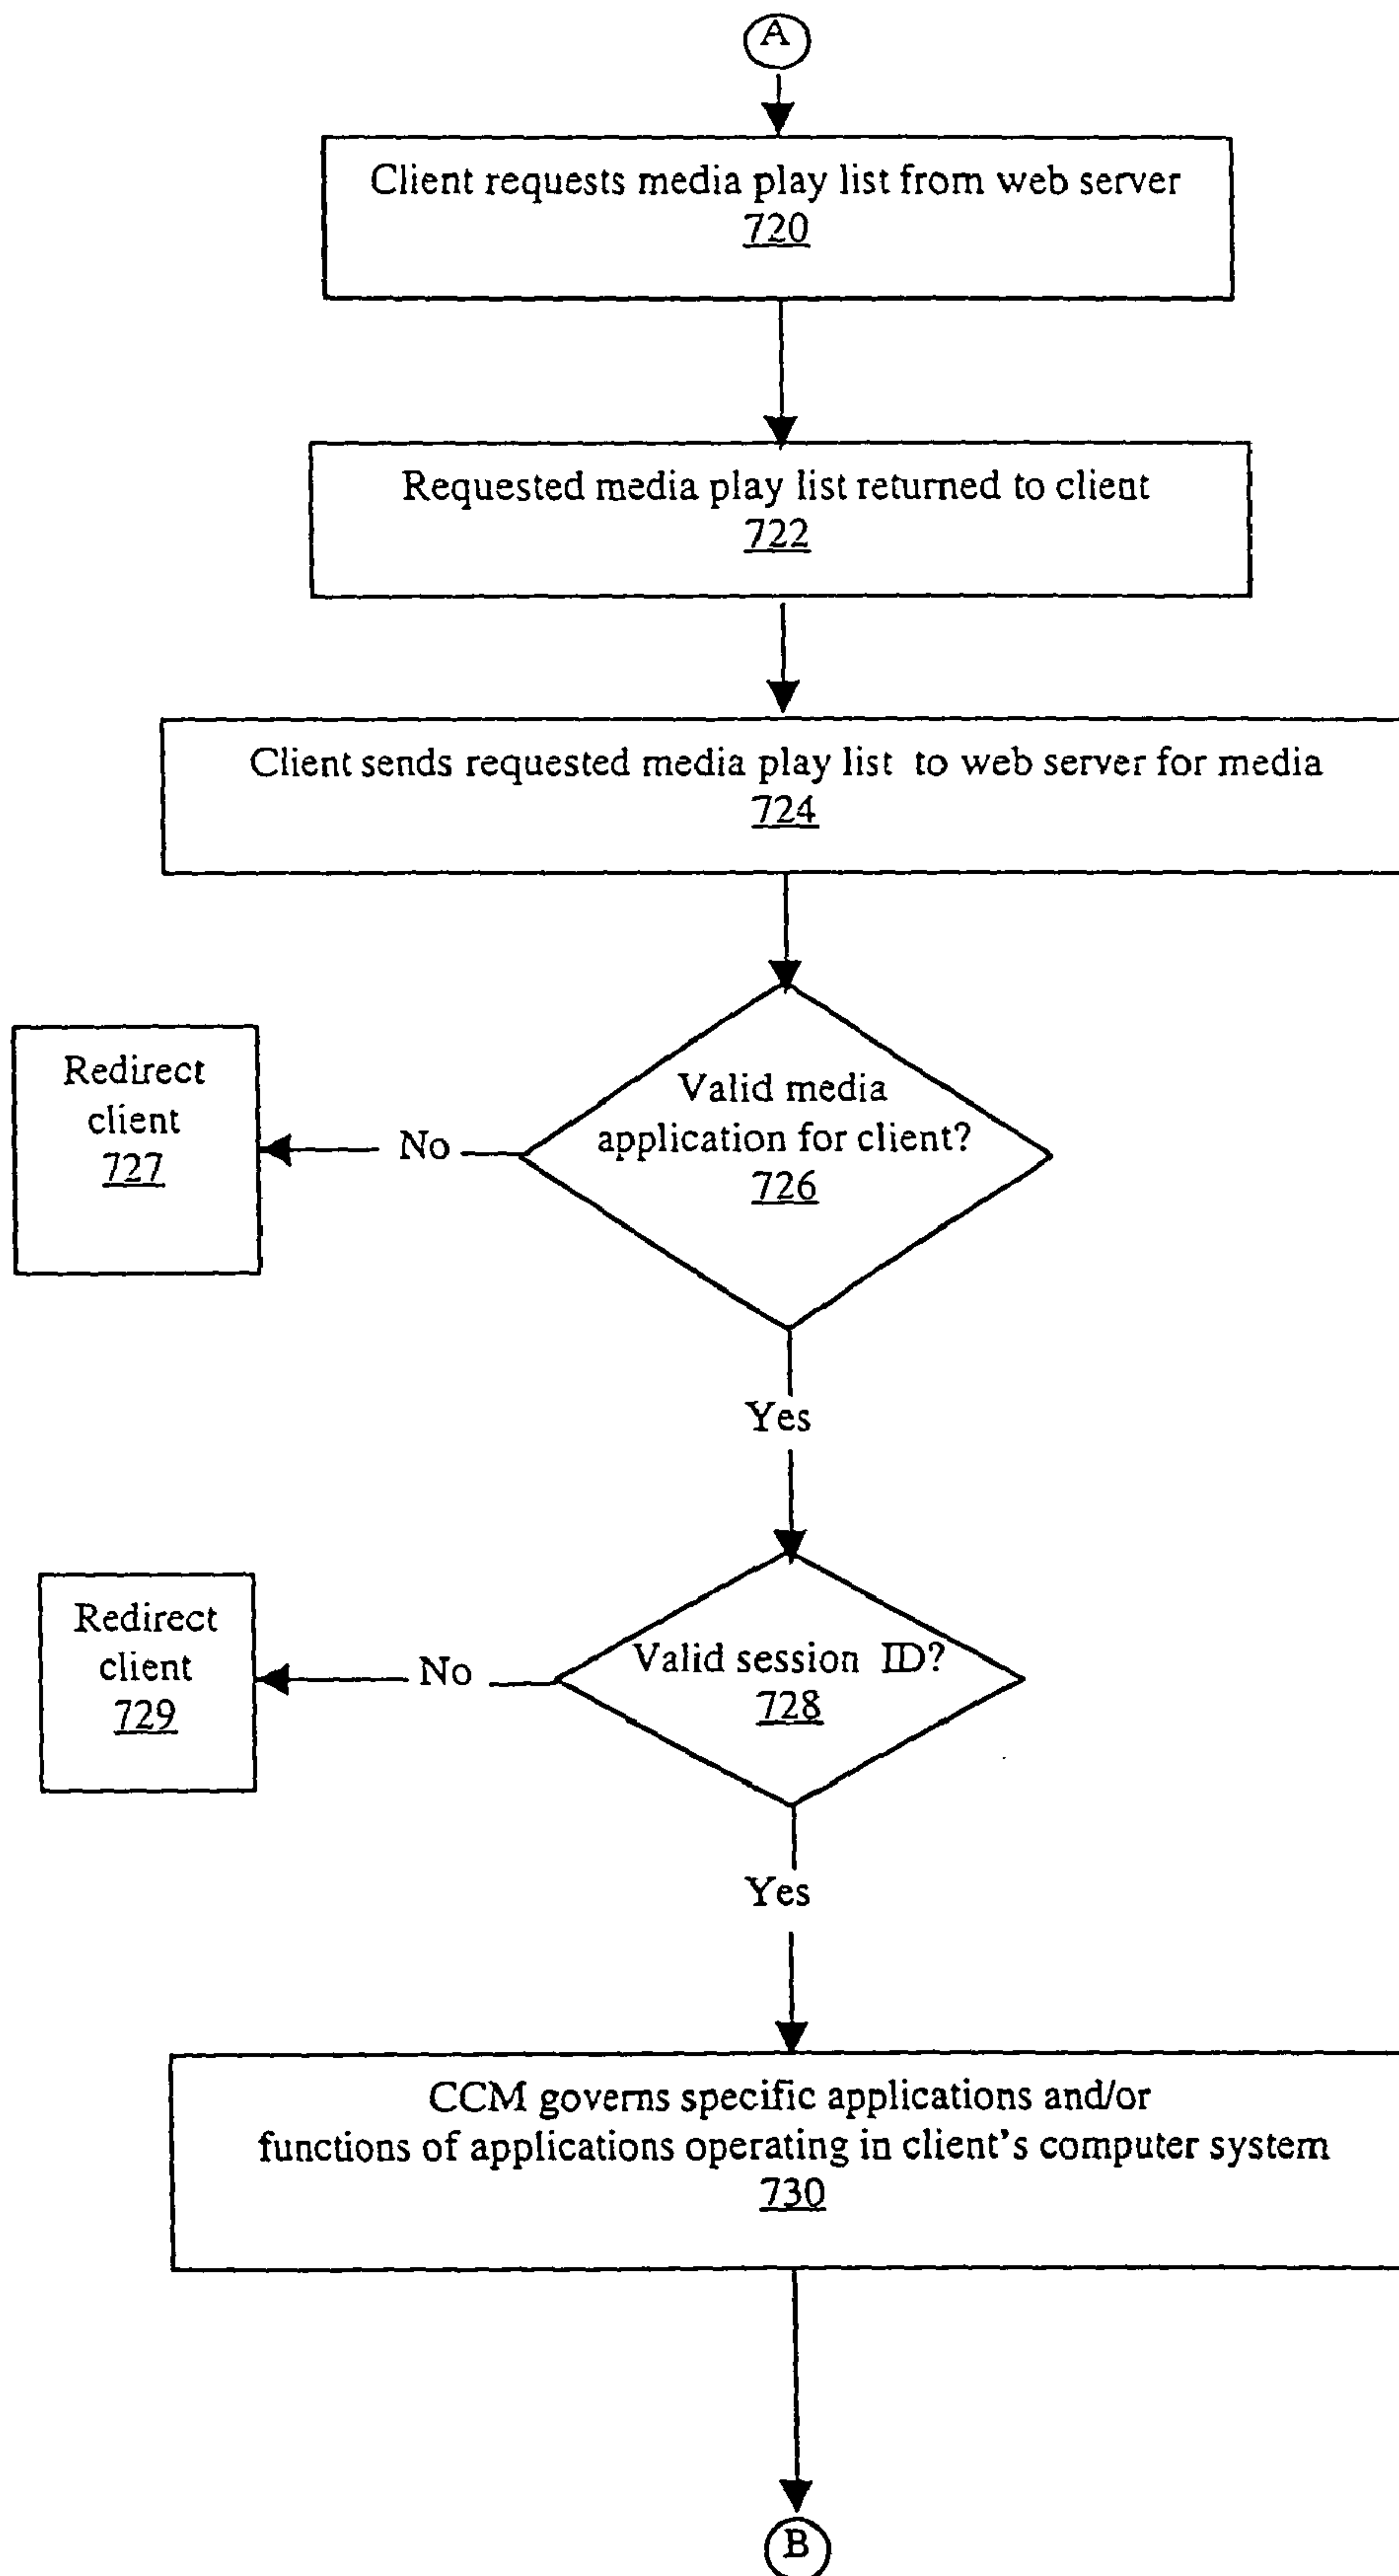 A
Client requests media play list from web server
720
Requested media play list returned to client
722
Client sends requested media play list to web server for media
724
Valid media
application for client?
726
No
Redirect
client
727
Yes
Valid session ID?
728
No
Redirect
client
729
Yes
CCM governs specific applications and/or
functions of applications operating in client's computer system
730
B